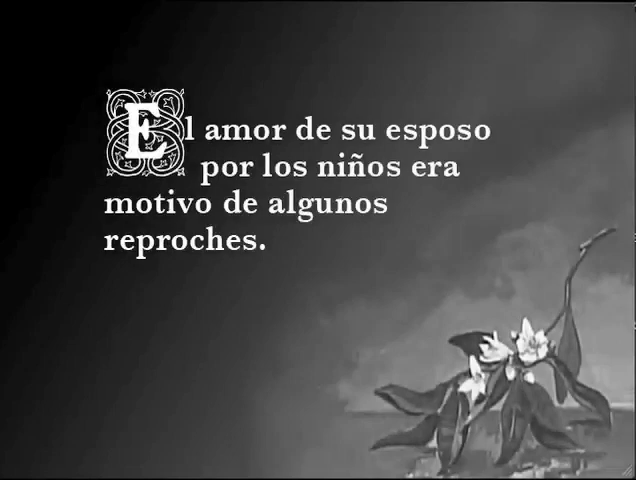 El amor de su esposo
por los niños era
motivo de algunos
reproches.